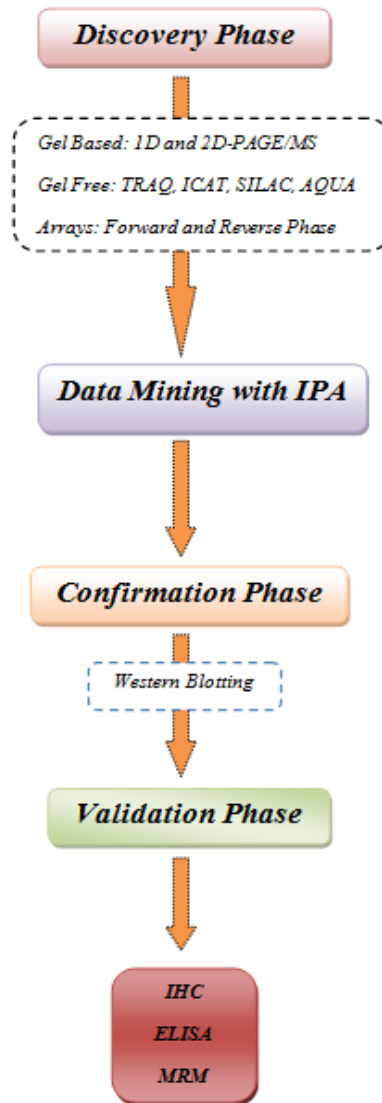 Discovery Phase
Gel Based: 1D and 2D-PAGE/MS
Gel Free: TRAQ, ICAT, SILAC, AQUA
Arrays: Forward and Reverse Phase
Data Mining with IPA
Confirmation Phase
Western Blotting
Validation Phase
IHC
ELISA
MRM